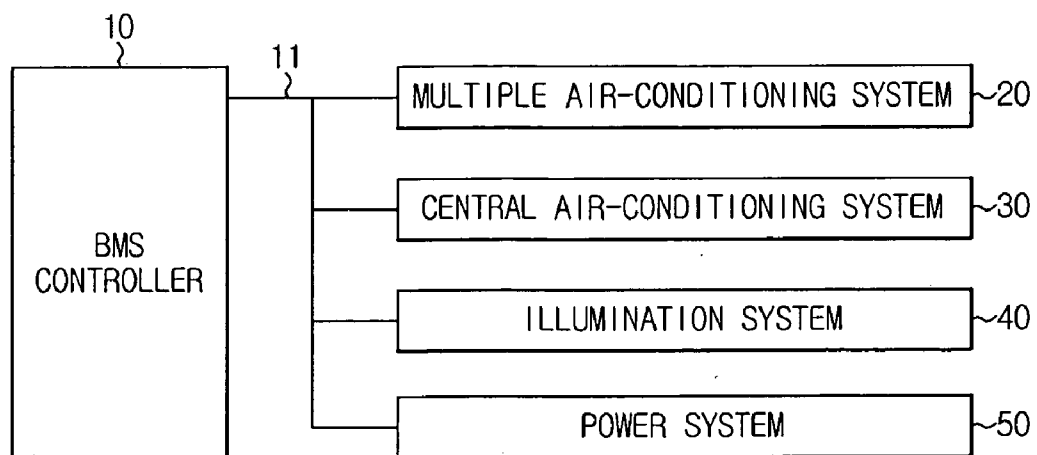 10
11
BMS
CONTROLLER
MULTIPLE AIR-CONDITIONING SYSTEM
20
CENTRAL AIR-CONDITIONING SYSTEM
30
ILLUMINATION SYSTEM
40
POWER SYSTEM
50